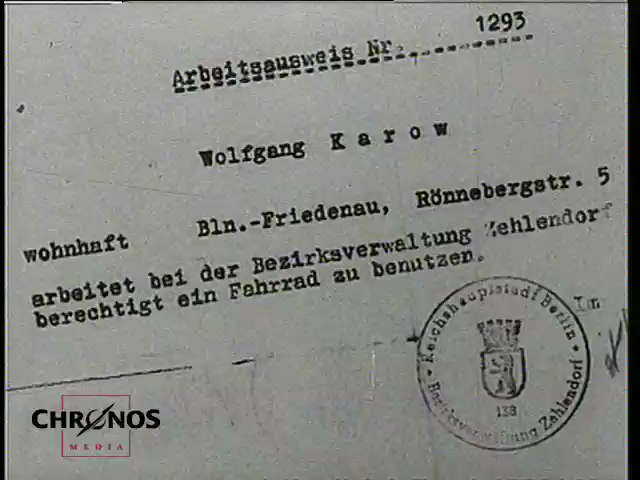 Arbeitsausweis Nr. 1293
Wolfgang Karow
wohnhaft Bln.-Friedenau, Rönnebergstr. 5
arbeitet bei der Bezirksverwaltung Zehlendorf
berechtigt ein Fahrrad zu benutzen.
Im
Reichshauptstadt Berlin
138
Bezirksverwaltung Zehlendorf
CHRONOS
MEDIA